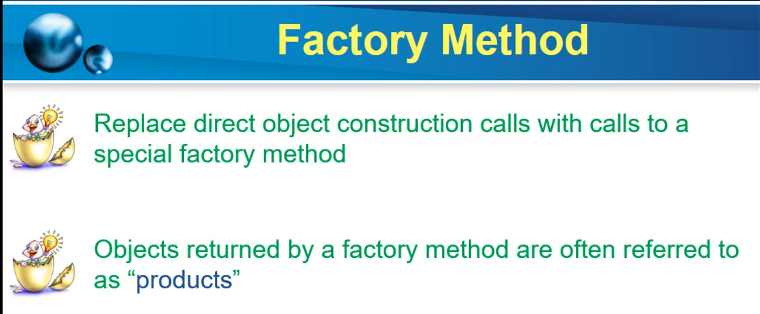 Factory Method
Replace direct object construction calls with calls to a
special factory method
Objects returned by a factory method are often referred to
as “products”